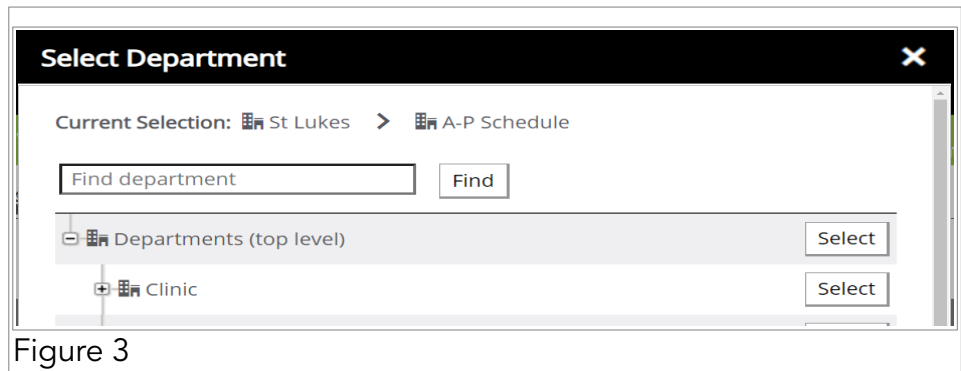 Select Department
Current Selection: St Lukes > A-P Schedule
Find department Find
Departments (top level) Select
Clinic Select
Figure 3